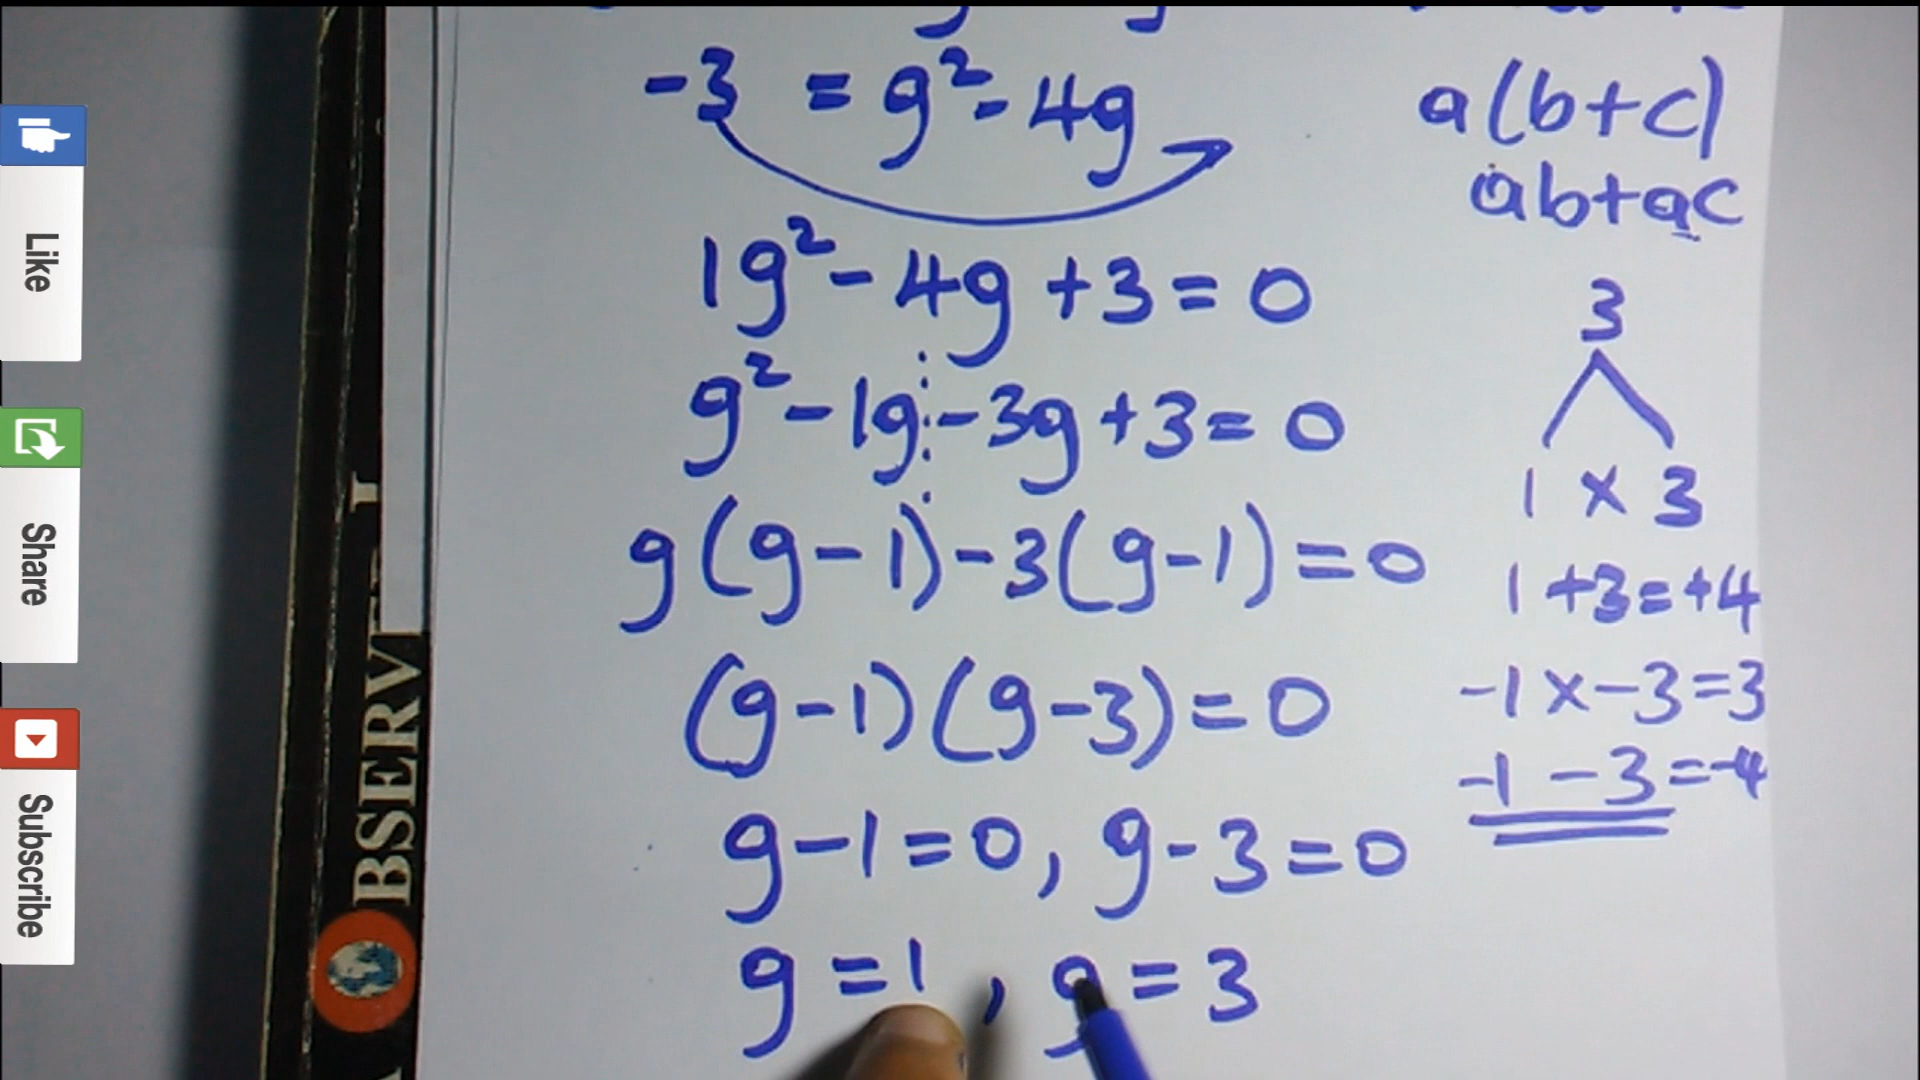 -3 = g² - 4g
1g² - 4g + 3 = 0
g² - 1g - 3g + 3 = 0
g(g - 1) - 3(g - 1) = 0
(g - 1)(g - 3) = 0
g - 1 = 0, g - 3 = 0
g = 1, g = 3
a(b+c)
ab+ac
3
1 × 3
1 + 3 = +4
-1 × -3 = 3
-1 - 3 = -4
Like
Share
Subscribe